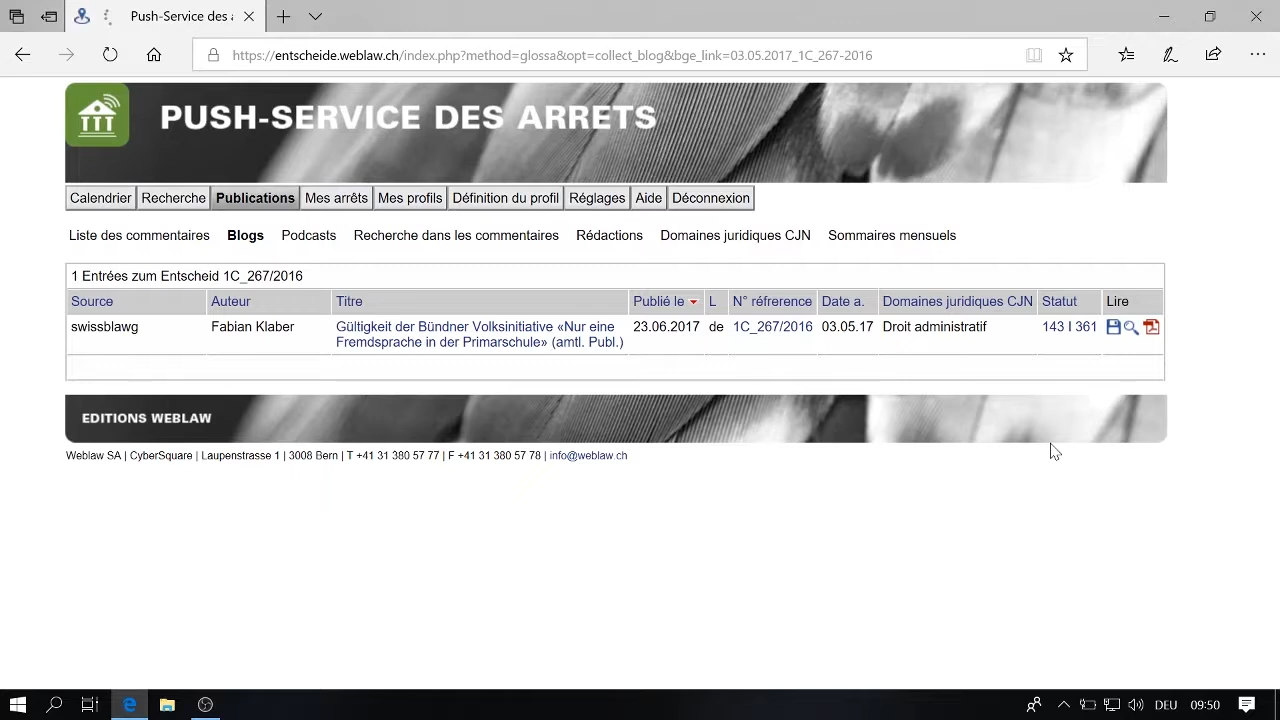 Push-Service des a
https://entscheide.weblaw.ch/index.php?method=glossa&opt=collect_blog&bge_link=03.05.2017_1C_267-2016
PUSH-SERVICE DES ARRETS
Calendrier Recherche Publications Mes arrêts Mes profils Définition du profil Réglages Aide Déconnexion
Liste des commentaires Blogs Podcasts Recherche dans les commentaires Rédactions Domaines juridiques CJN Sommaires mensuels
1 Entrées zum Entscheid 1C_267/2016
Source Auteur Titre Publié le L N° réfrerence Date a. Domaines juridiques CJN Statut Lire
swissblawg Fabian Klaber Gültigkeit der Bündner Volksinitiative «Nur eine 23.06.2017 de 1C_267/2016 03.05.17 Droit administratif 143 I 361
Fremdsprache in der Primarschule» (amtl. Publ.)
EDITIONS WEBLAW
Weblaw SA | CyberSquare | Laupenstrasse 1 | 3008 Bern | T +41 31 380 57 77 | F +41 31 380 57 78 | info@weblaw.ch
DEU 09:50